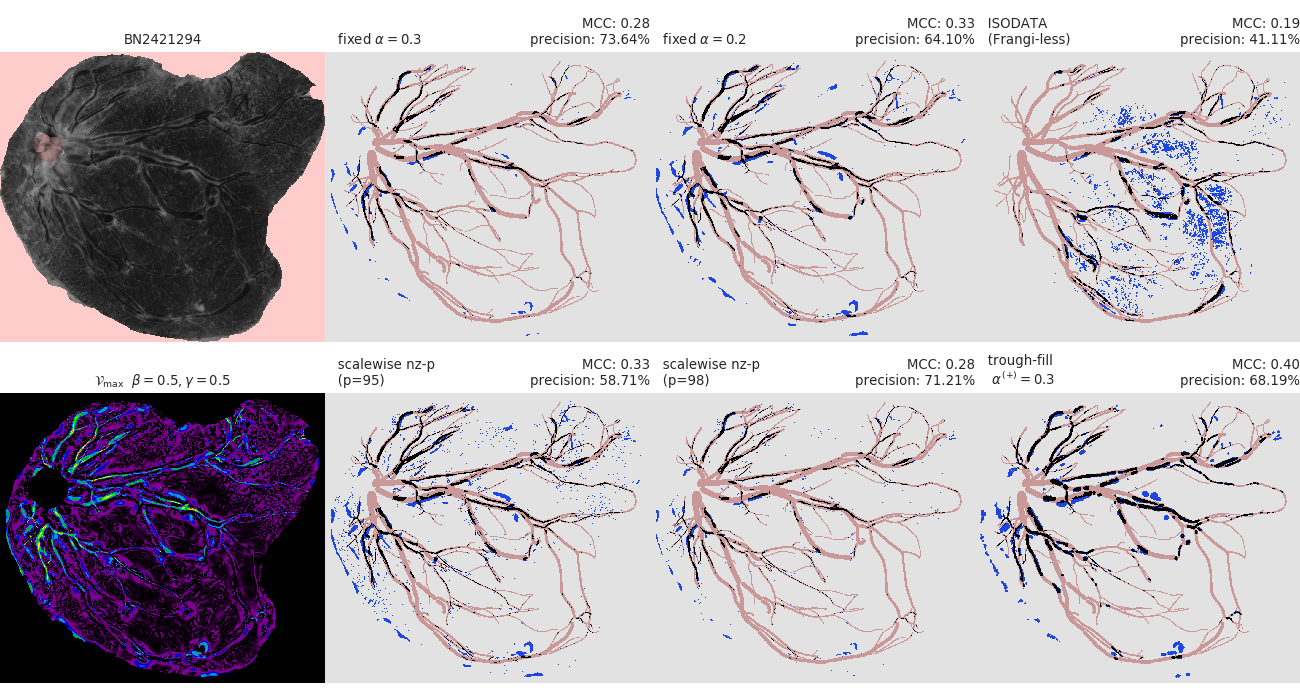 BN2421294
fixed α = 0.3
MCC: 0.28
precision: 73.64%
fixed α = 0.2
MCC: 0.33
precision: 64.10%
ISODATA
(Frangi-less)
MCC: 0.19
precision: 41.11%
𝒱max β = 0.5, γ = 0.5
scalewise nz-p
(p=95)
MCC: 0.33
precision: 58.71%
scalewise nz-p
(p=98)
MCC: 0.28
precision: 71.21%
trough-fill
α(+) = 0.3
MCC: 0.40
precision: 68.19%